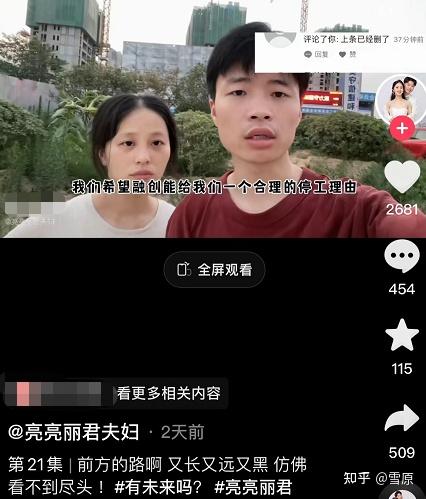 评论了你: 上条已经删了 37分钟前
回复 赞
我们希望融创能给我们一个合理的停工理由
2681
全屏观看
454
115
看更多相关内容
509
@亮亮丽君夫妇 · 2天前
第21集 | 前方的路啊 又长又远又黑 仿佛
看不到尽头! #有未来吗? #亮亮丽君
知乎 @雪原